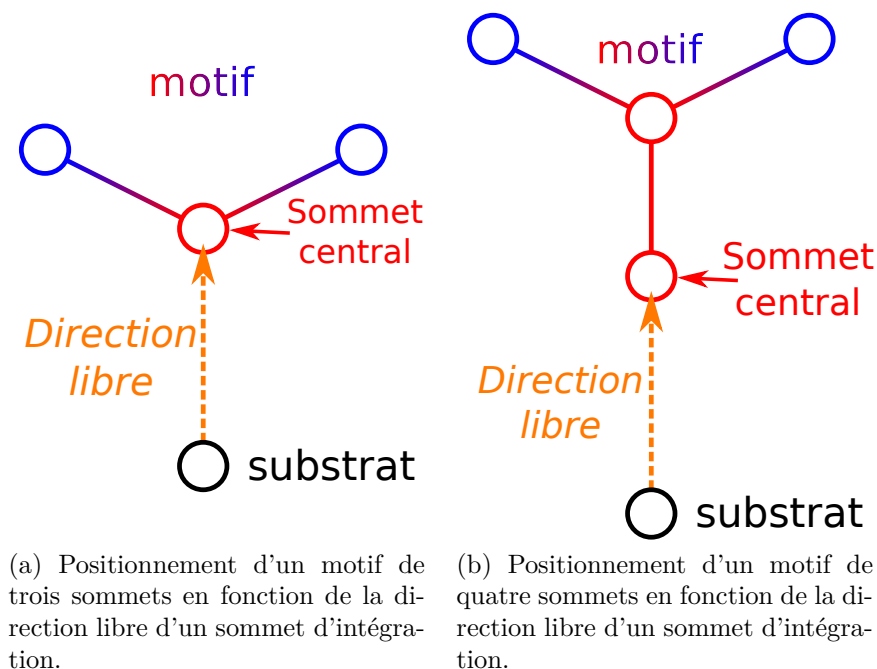 motif
Sommet
central
Direction
libre
substrat
(a) Positionnement d'un motif de
trois sommets en fonction de la di-
rection libre d'un sommet d'intégra-
tion.
motif
Sommet
central
Direction
libre
substrat
(b) Positionnement d'un motif de
quatre sommets en fonction de la di-
rection libre d'un sommet d'intégra-
tion.